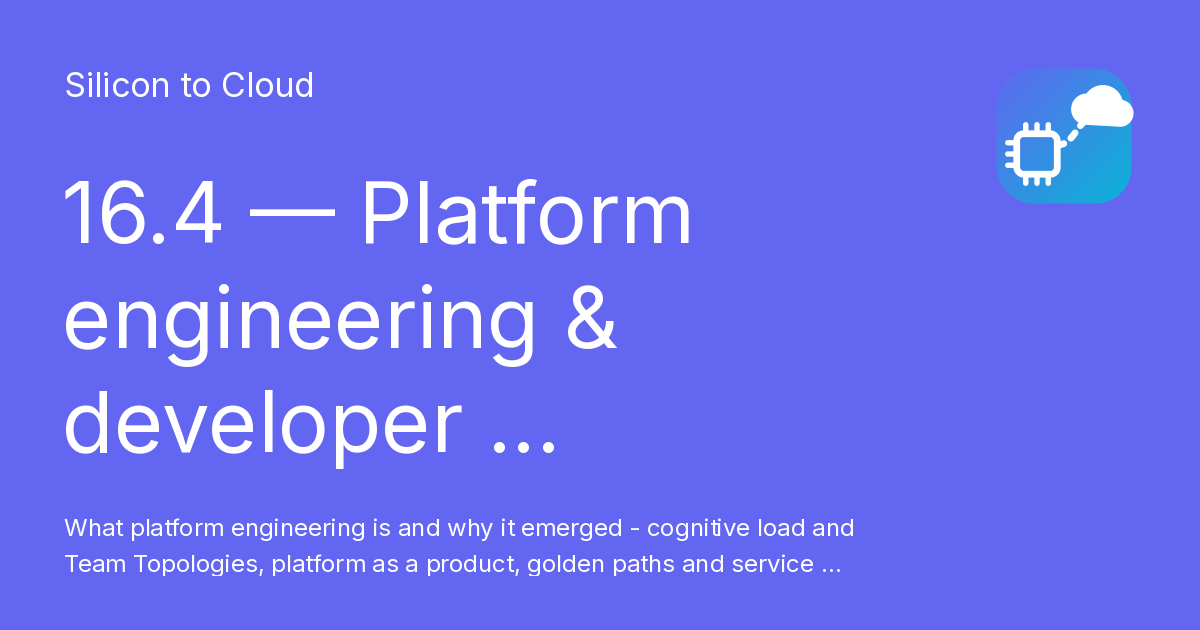 Silicon to Cloud
16.4 — Platform
engineering &
developer ...
What platform engineering is and why it emerged - cognitive load and
Team Topologies, platform as a product, golden paths and service ...